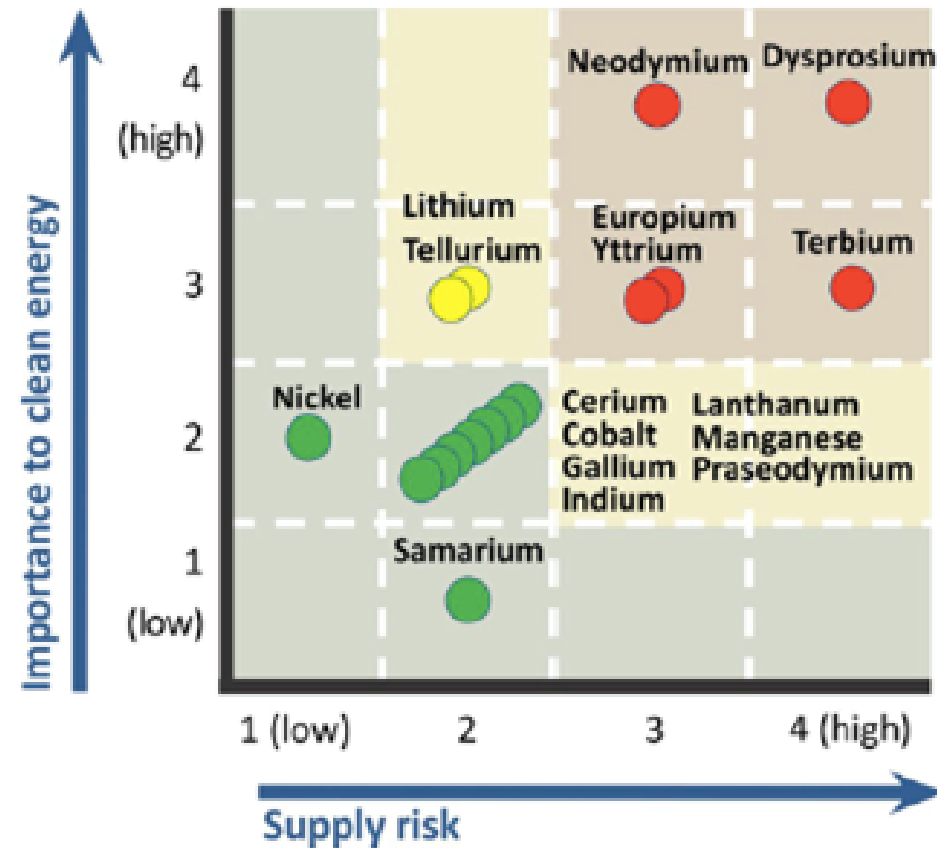 Importance to clean energy
4
(high)
3
2
1
(low)
Neodymium
Dysprosium
Lithium
Tellurium
Europium
Yttrium
Terbium
Nickel
Cerium
Cobalt
Gallium
Indium
Lanthanum
Manganese
Praseodymium
Samarium
1 (low)
2
3
4 (high)
Supply risk